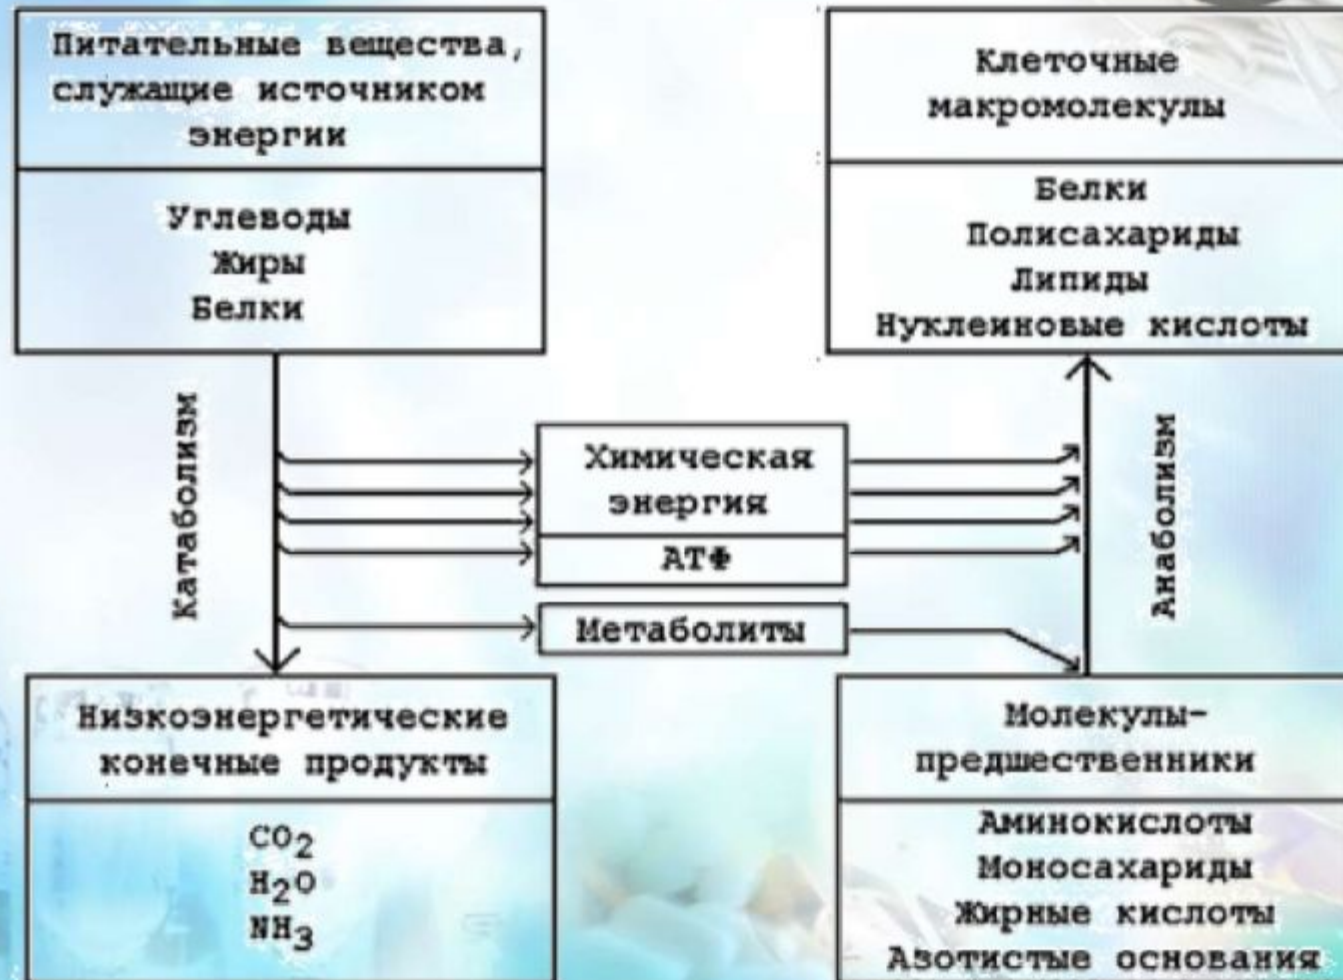 Питательные вещества,
служащие источником
энергии
Углеводы
Жиры
Белки
Клеточные
макромолекулы
Белки
Полисахариды
Липиды
Нуклеиновые кислоты
Катаболизм
Химическая
энергия
АТФ
Метаболиты
Анаболизм
Низкоэнергетические
конечные продукты
CO2
H2O
NH3
Молекулы-
предшественники
Аминокислоты
Моносахариды
Жирные кислоты
Азотистые основания